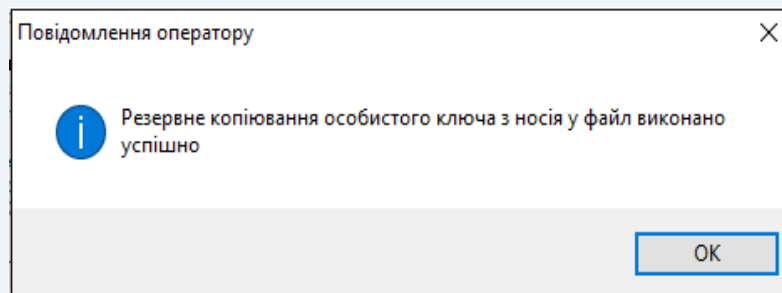 Повідомлення оператору
Резервне копіювання особистого ключа з носія у файл виконано
успішно
OK